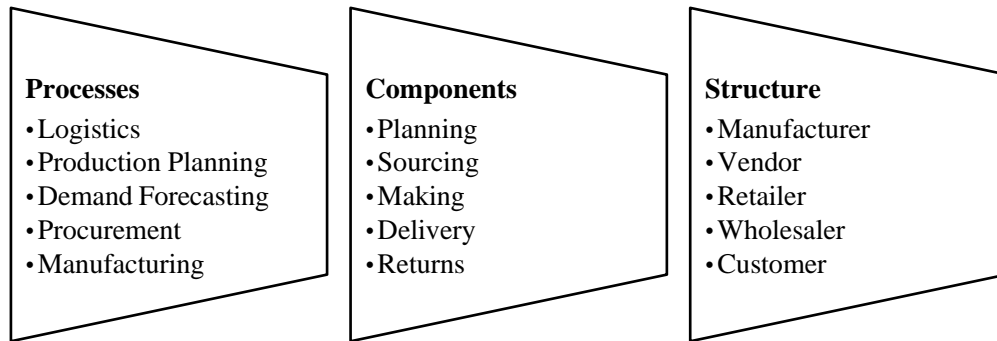 Processes
•Logistics
•Production Planning
•Demand Forecasting
•Procurement
•Manufacturing
Components
•Planning
•Sourcing
•Making
•Delivery
•Returns
Structure
•Manufacturer
•Vendor
•Retailer
•Wholesaler
•Customer